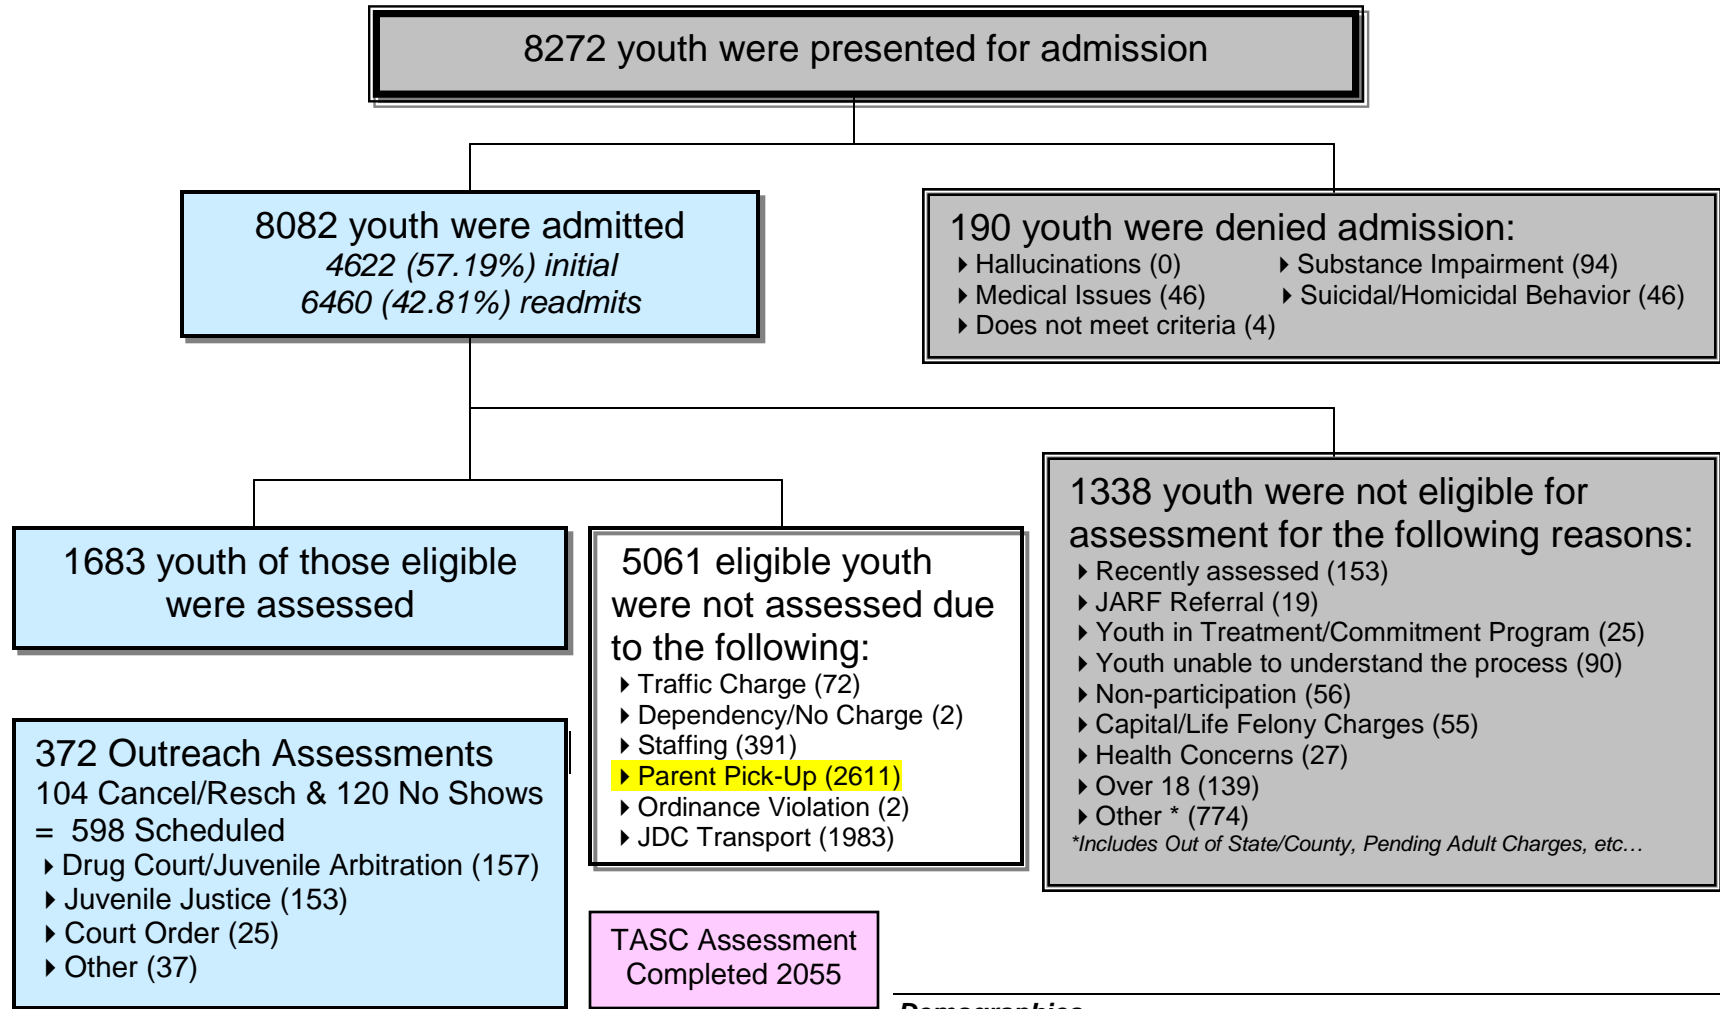 8272 youth were presented for admission
8082 youth were admitted
4622 (57.19%) initial
6460 (42.81%) readmits
190 youth were denied admission:
Hallucinations (0) Substance Impairment (94)
Medical Issues (46) Suicidal/Homicidal Behavior (46)
Does not meet criteria (4)
1683 youth of those eligible
were assessed
5061 eligible youth
were not assessed due
to the following:
Traffic Charge (72)
Dependency/No Charge (2)
Staffing (391)
Parent Pick-Up (2611)
Ordinance Violation (2)
JDC Transport (1983)
1338 youth were not eligible for
assessment for the following reasons:
Recently assessed (153)
JARF Referral (19)
Youth in Treatment/Commitment Program (25)
Youth unable to understand the process (90)
Non-participation (56)
Capital/Life Felony Charges (55)
Health Concerns (27)
Over 18 (139)
Other * (774)
*Includes Out of State/County, Pending Adult Charges, etc…
372 Outreach Assessments
104 Cancel/Resch & 120 No Shows
= 598 Scheduled
Drug Court/Juvenile Arbitration (157)
Juvenile Justice (153)
Court Order (25)
Other (37)
TASC Assessment
Completed 2055
Demographics